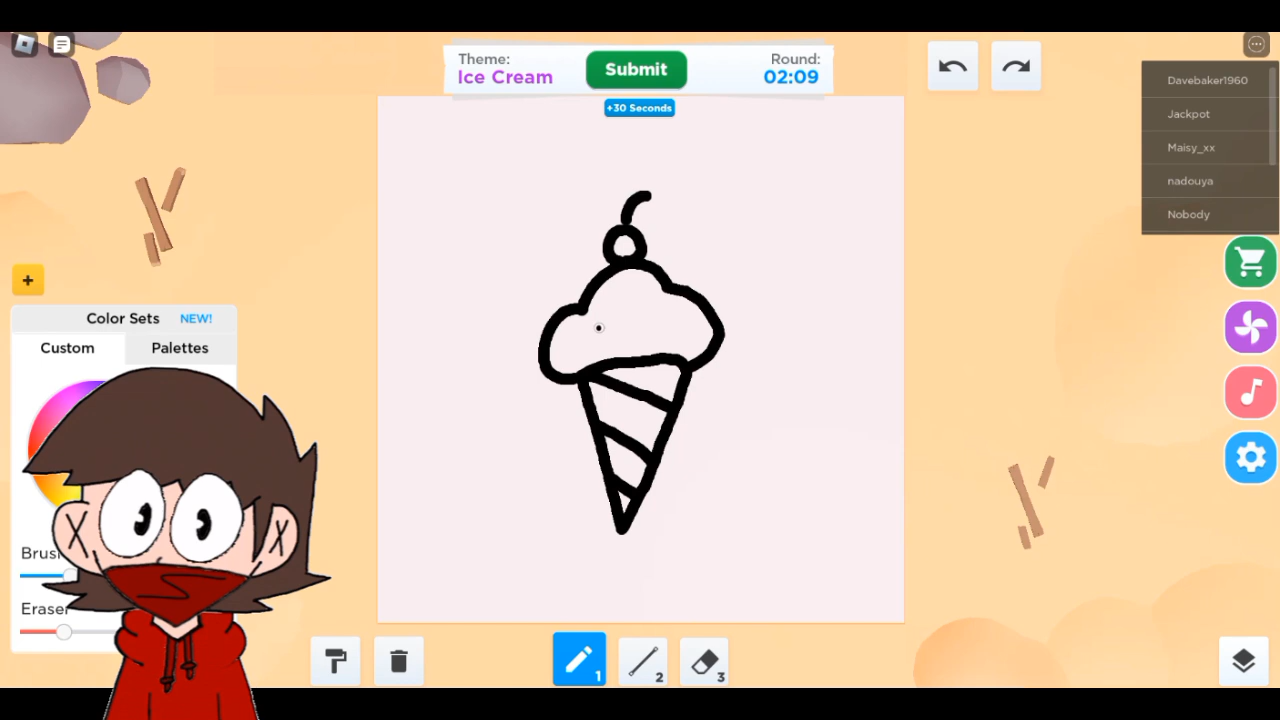 Theme:
Ice Cream
Submit
Round:
02:09
+30 Seconds
Davebaker1960
Jackpot
Maisy_xx
nadouya
Nobody
+
Color Sets NEW!
Custom Palettes
Eraser
1
2
3